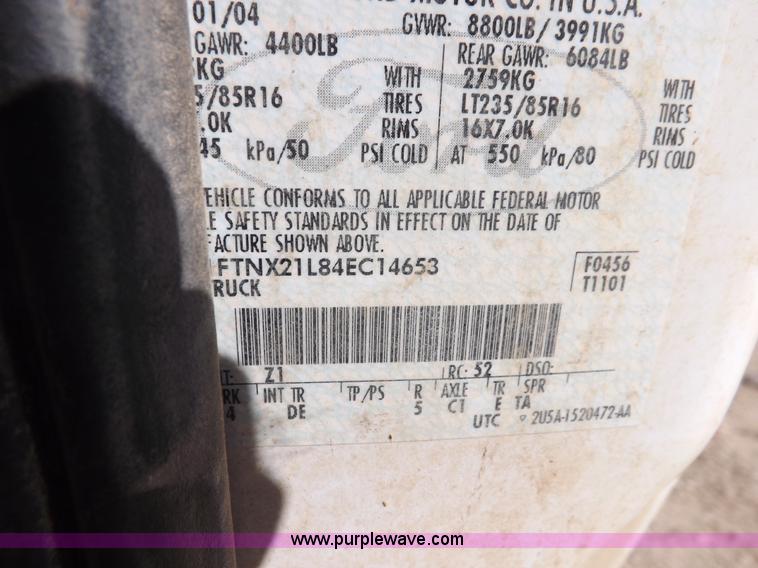 MOTOR CO. IN U.S.A.
01/04 GVWR: 8800LB/ 3991KG
GAWR: 4400LB REAR GAWR: 6084LB
KG WITH 2759KG WITH
5/85R16 TIRES LT235/85R16 TIRES
.0K RIMS 16X7.0K RIMS
45 kPa/50 PSI COLD AT 550 kPa/80 PSI COLD
Ford
EHICLE CONFORMS TO ALL APPLICABLE FEDERAL MOTOR
E SAFETY STANDARDS IN EFFECT ON THE DATE OF
FACTURE SHOWN ABOVE.
FTNX21L84EC14653 F0456
RUCK T1101
T: Z1 RC: 52 DSO:
RK INT TR TP/PS R AXLE TR SPR
4 DE 5 C1 E TA
UTC 2U5A-1520472-AA
www.purplewave.com